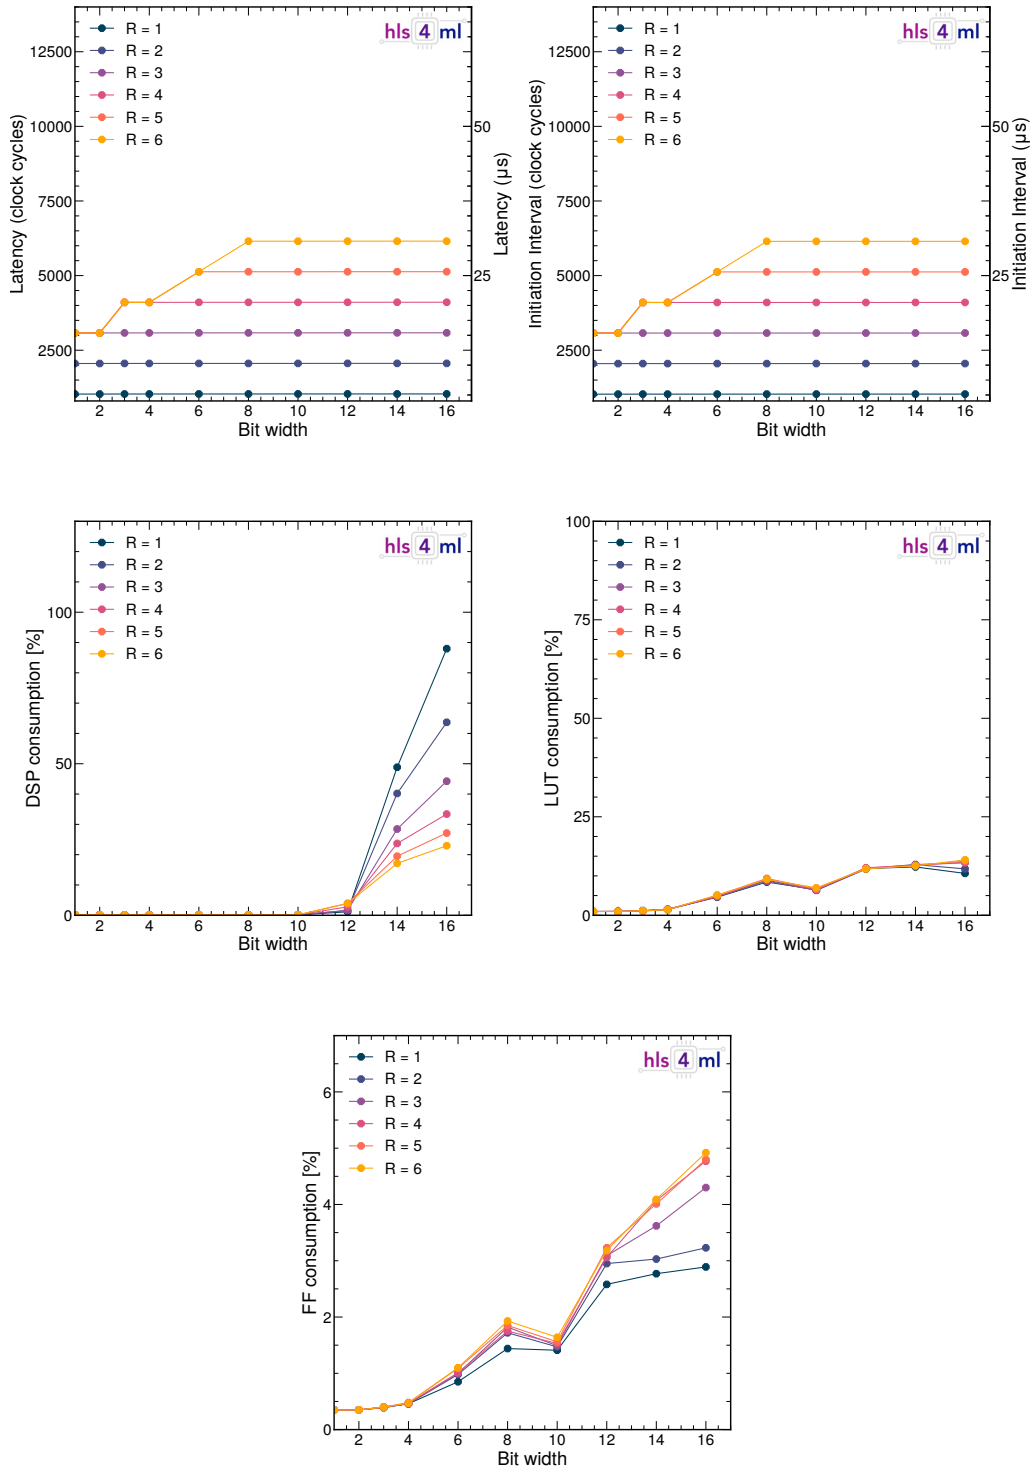 R = 1
R = 2
R = 3
R = 4
R = 5
R = 6
hls 4 ml
12500
10000
7500
5000
2500
50
25
Latency (clock cycles)
Latency (μs)
2 4 6 8 10 12 14 16
Bit width
R = 1
R = 2
R = 3
R = 4
R = 5
R = 6
hls 4 ml
12500
10000
7500
5000
2500
50
25
Initiation Interval (clock cycles)
Initiation Interval (μs)
2 4 6 8 10 12 14 16
Bit width
R = 1
R = 2
R = 3
R = 4
R = 5
R = 6
hls 4 ml
100
50
0
DSP consumption [%]
2 4 6 8 10 12 14 16
Bit width
R = 1
R = 2
R = 3
R = 4
R = 5
R = 6
hls 4 ml
100
75
50
25
0
LUT consumption [%]
2 4 6 8 10 12 14 16
Bit width
R = 1
R = 2
R = 3
R = 4
R = 5
R = 6
hls 4 ml
6
4
2
0
FF consumption [%]
2 4 6 8 10 12 14 16
Bit width